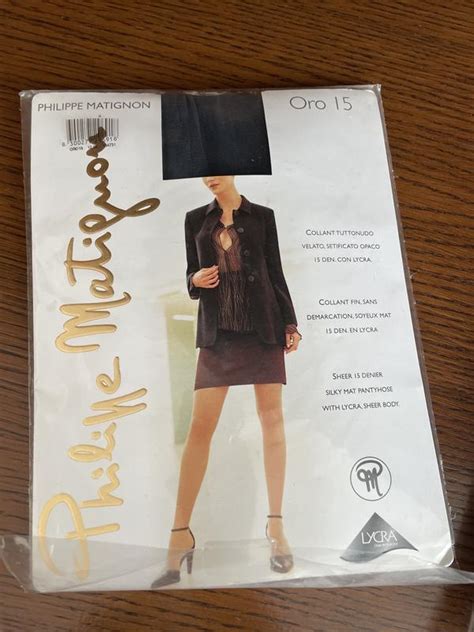 PHILIPPE MATIGNON
Oro 15
Philippe Matignon
COLLANT TUTTONUDO
VELATO, SETIFICATO OPACO
15 DEN. CON LYCRA.
COLLANT FIN, SANS
DEMARCATION, SOYEUX MAT
15 DEN. EN LYCRA
SHEER 15 DENIER
SILKY MAT PANTYHOSE
WITH LYCRA. SHEER BODY.
LYCRA